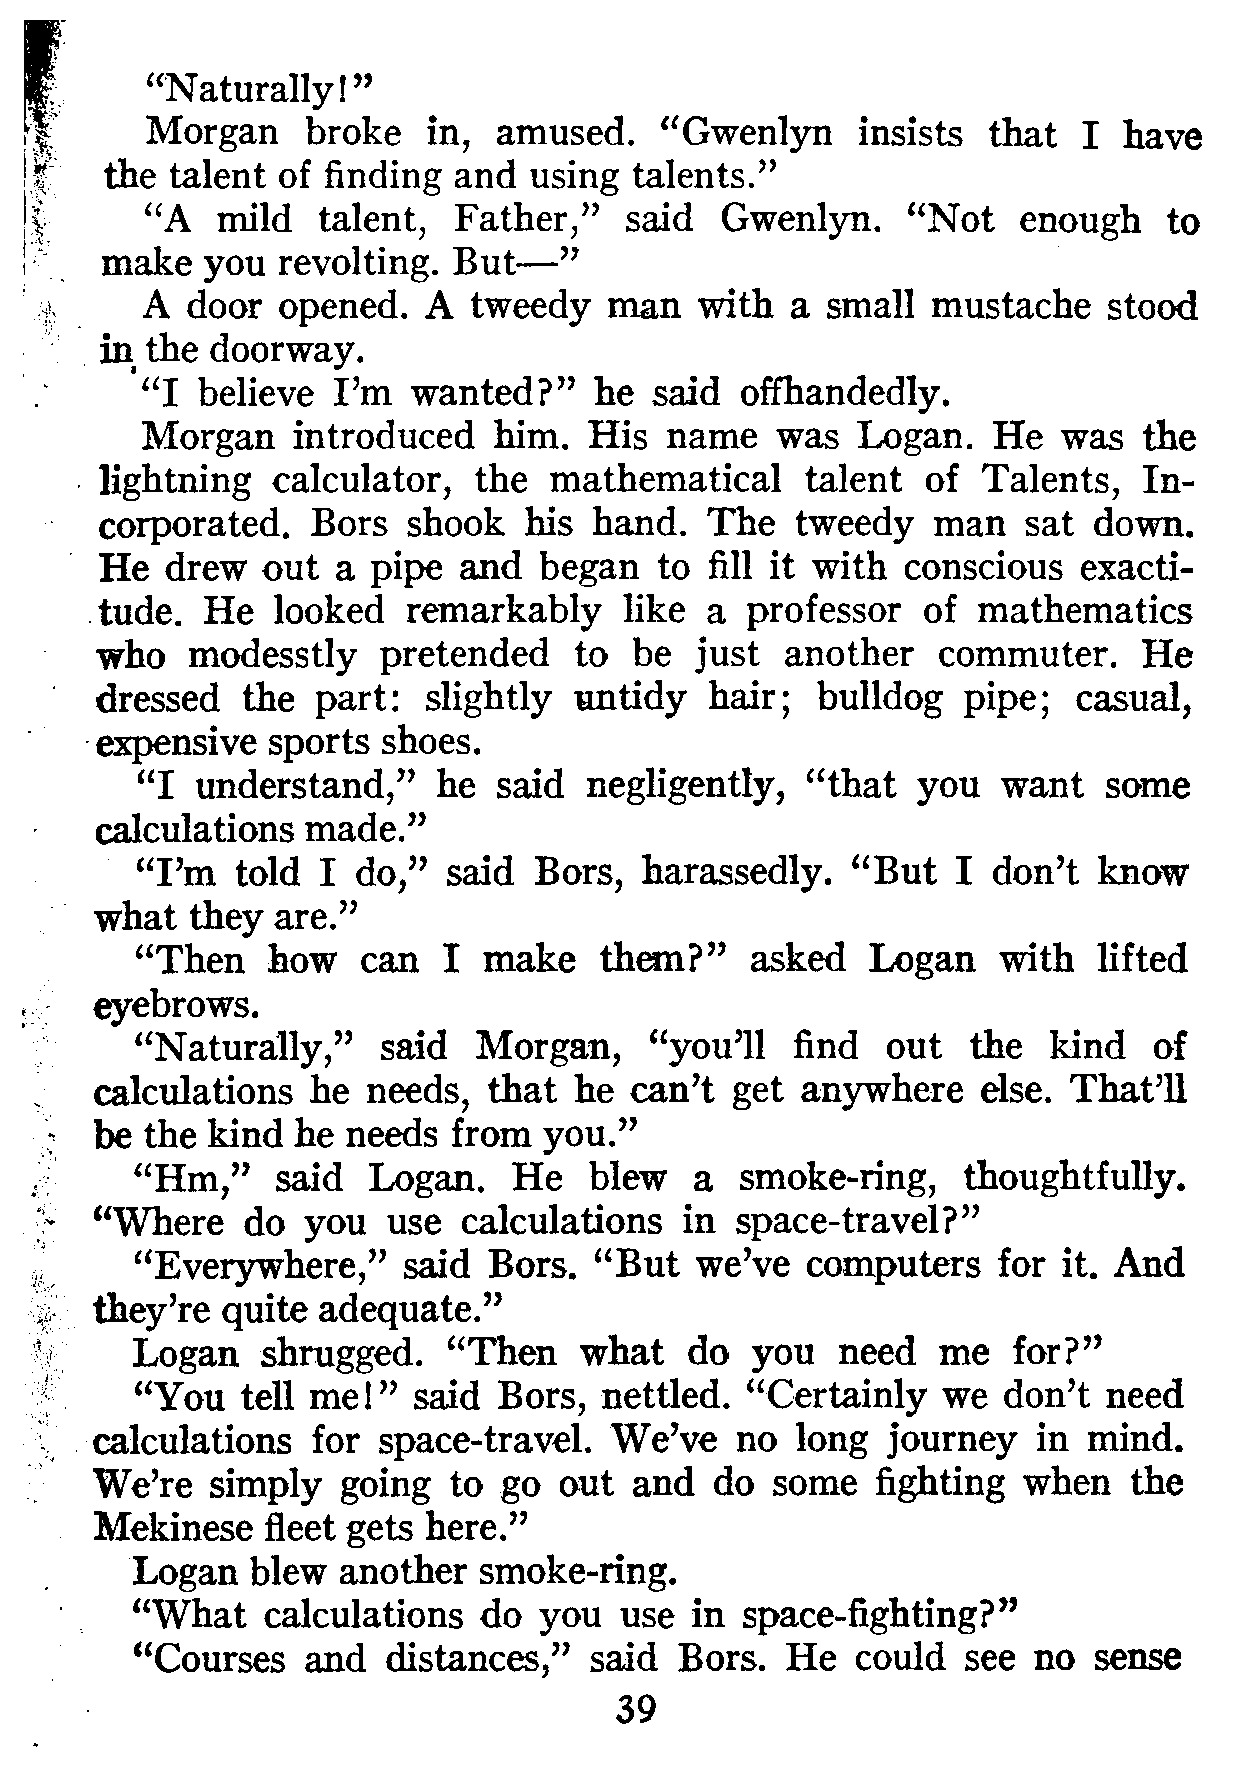 “Naturally!”
Morgan broke in, amused. “Gwenlyn insists that I have
the talent of finding and using talents.”
“A mild talent, Father,” said Gwenlyn. “Not enough to
make you revolting. But—”
A door opened. A tweedy man with a small mustache stood
in the doorway.
“I believe I’m wanted?” he said offhandedly.
Morgan introduced him. His name was Logan. He was the
lightning calculator, the mathematical talent of Talents, In-
corporated. Bors shook his hand. The tweedy man sat down.
He drew out a pipe and began to fill it with conscious exacti-
tude. He looked remarkably like a professor of mathematics
who modesstly pretended to be just another commuter. He
dressed the part: slightly untidy hair; bulldog pipe; casual,
expensive sports shoes.
“I understand,” he said negligently, “that you want some
calculations made.”
“I’m told I do,” said Bors, harassedly. “But I don’t know
what they are.”
“Then how can I make them?” asked Logan with lifted
eyebrows.
“Naturally,” said Morgan, “you’ll find out the kind of
calculations he needs, that he can’t get anywhere else. That’ll
be the kind he needs from you.”
“Hm,” said Logan. He blew a smoke-ring, thoughtfully.
“Where do you use calculations in space-travel?”
“Everywhere,” said Bors. “But we’ve computers for it. And
they’re quite adequate.”
Logan shrugged. “Then what do you need me for?”
“You tell me!” said Bors, nettled. “Certainly we don’t need
calculations for space-travel. We’ve no long journey in mind.
We’re simply going to go out and do some fighting when the
Mekinese fleet gets here.”
Logan blew another smoke-ring.
“What calculations do you use in space-fighting?”
“Courses and distances,” said Bors. He could see no sense
39